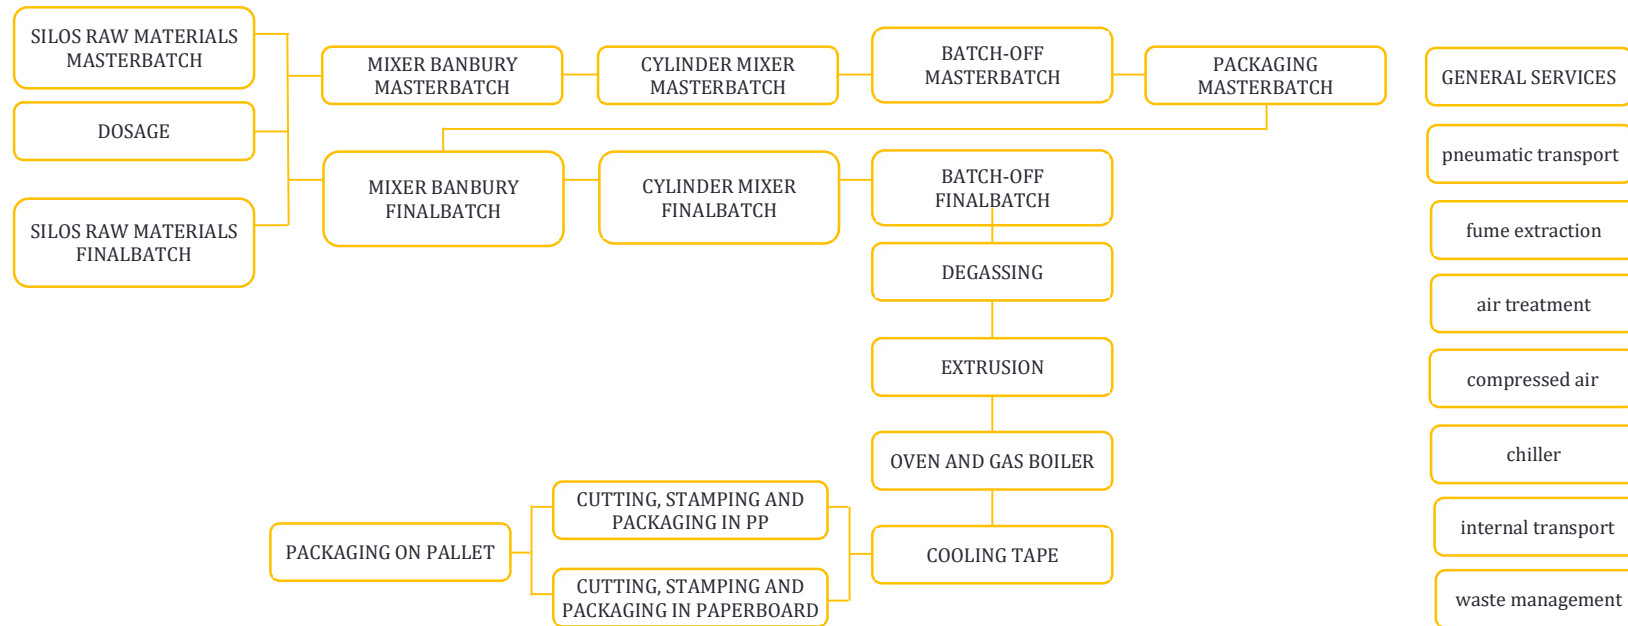 SILOS RAW MATERIALS
MASTERBATCH
DOSAGE
SILOS RAW MATERIALS
FINALBATCH
MIXER BANBURY
MASTERBATCH
CYLINDER MIXER
MASTERBATCH
BATCH-OFF
MASTERBATCH
PACKAGING
MASTERBATCH
MIXER BANBURY
FINALBATCH
CYLINDER MIXER
FINALBATCH
BATCH-OFF
FINALBATCH
DEGASSING
EXTRUSION
OVEN AND GAS BOILER
COOLING TAPE
CUTTING, STAMPING AND
PACKAGING IN PP
CUTTING, STAMPING AND
PACKAGING IN PAPERBOARD
PACKAGING ON PALLET
GENERAL SERVICES
pneumatic transport
fume extraction
air treatment
compressed air
chiller
internal transport
waste management